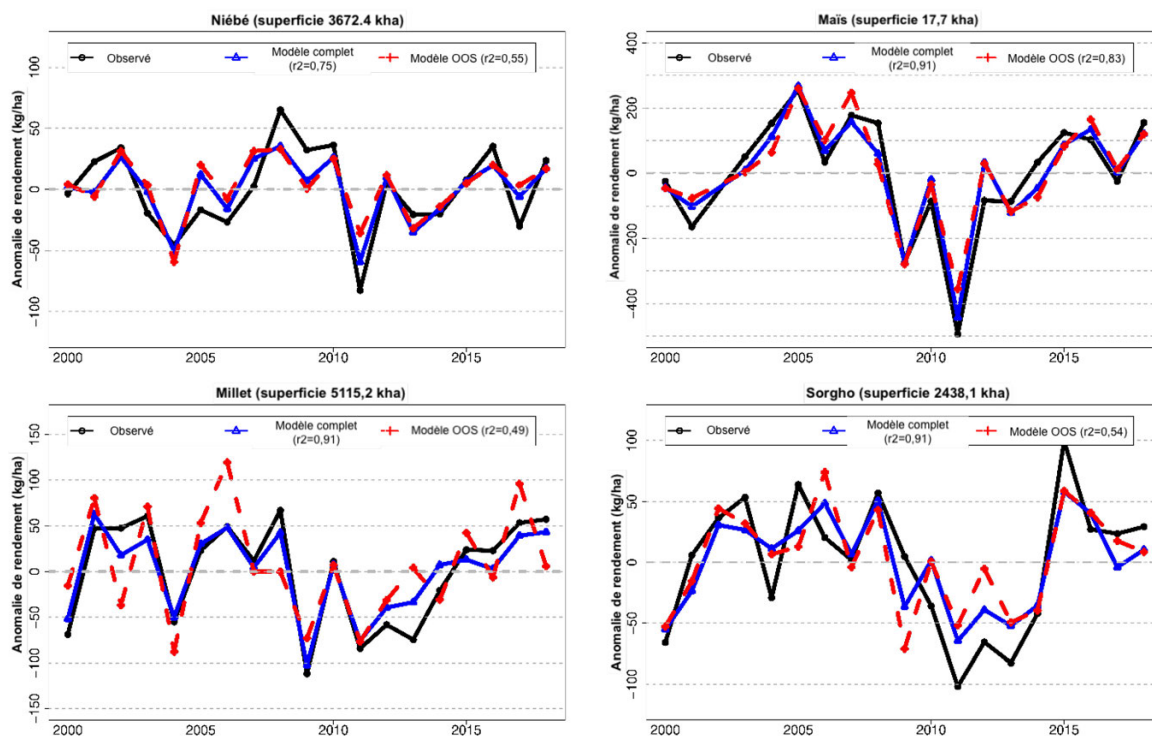 Niébé (superficie 3672.4 kha)
Observé
Modèle complet
(r2=0,75)
Modèle OOS (r2=0,55)
Anomalie de rendement (kg/ha)
100
50
0
−50
−100
2000
2005
2010
2015
Maïs (superficie 17,7 kha)
Observé
Modèle complet
(r2=0,91)
Modèle OOS (r2=0,83)
Anomalie de rendement (kg/ha)
400
200
0
−200
−400
2000
2005
2010
2015
Millet (superficie 5115,2 kha)
Observé
Modèle complet
(r2=0,91)
Modèle OOS (r2=0,49)
Anomalie de rendement (kg/ha)
150
100
50
0
−50
−100
−150
2000
2005
2010
2015
Sorgho (superficie 2438,1 kha)
Observé
Modèle complet
(r2=0,91)
Modèle OOS (r2=0,54)
Anomalie de rendement (kg/ha)
100
50
0
−50
−100
2000
2005
2010
2015